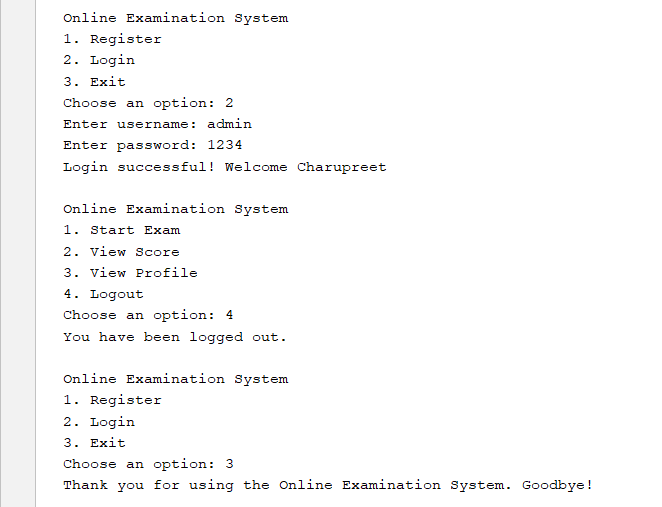 Online Examination System
1. Register
2. Login
3. Exit
Choose an option: 2
Enter username: admin
Enter password: 1234
Login successful! Welcome Charupreet
Online Examination System
1. Start Exam
2. View Score
3. View Profile
4. Logout
Choose an option: 4
You have been logged out.
Online Examination System
1. Register
2. Login
3. Exit
Choose an option: 3
Thank you for using the Online Examination System. Goodbye!